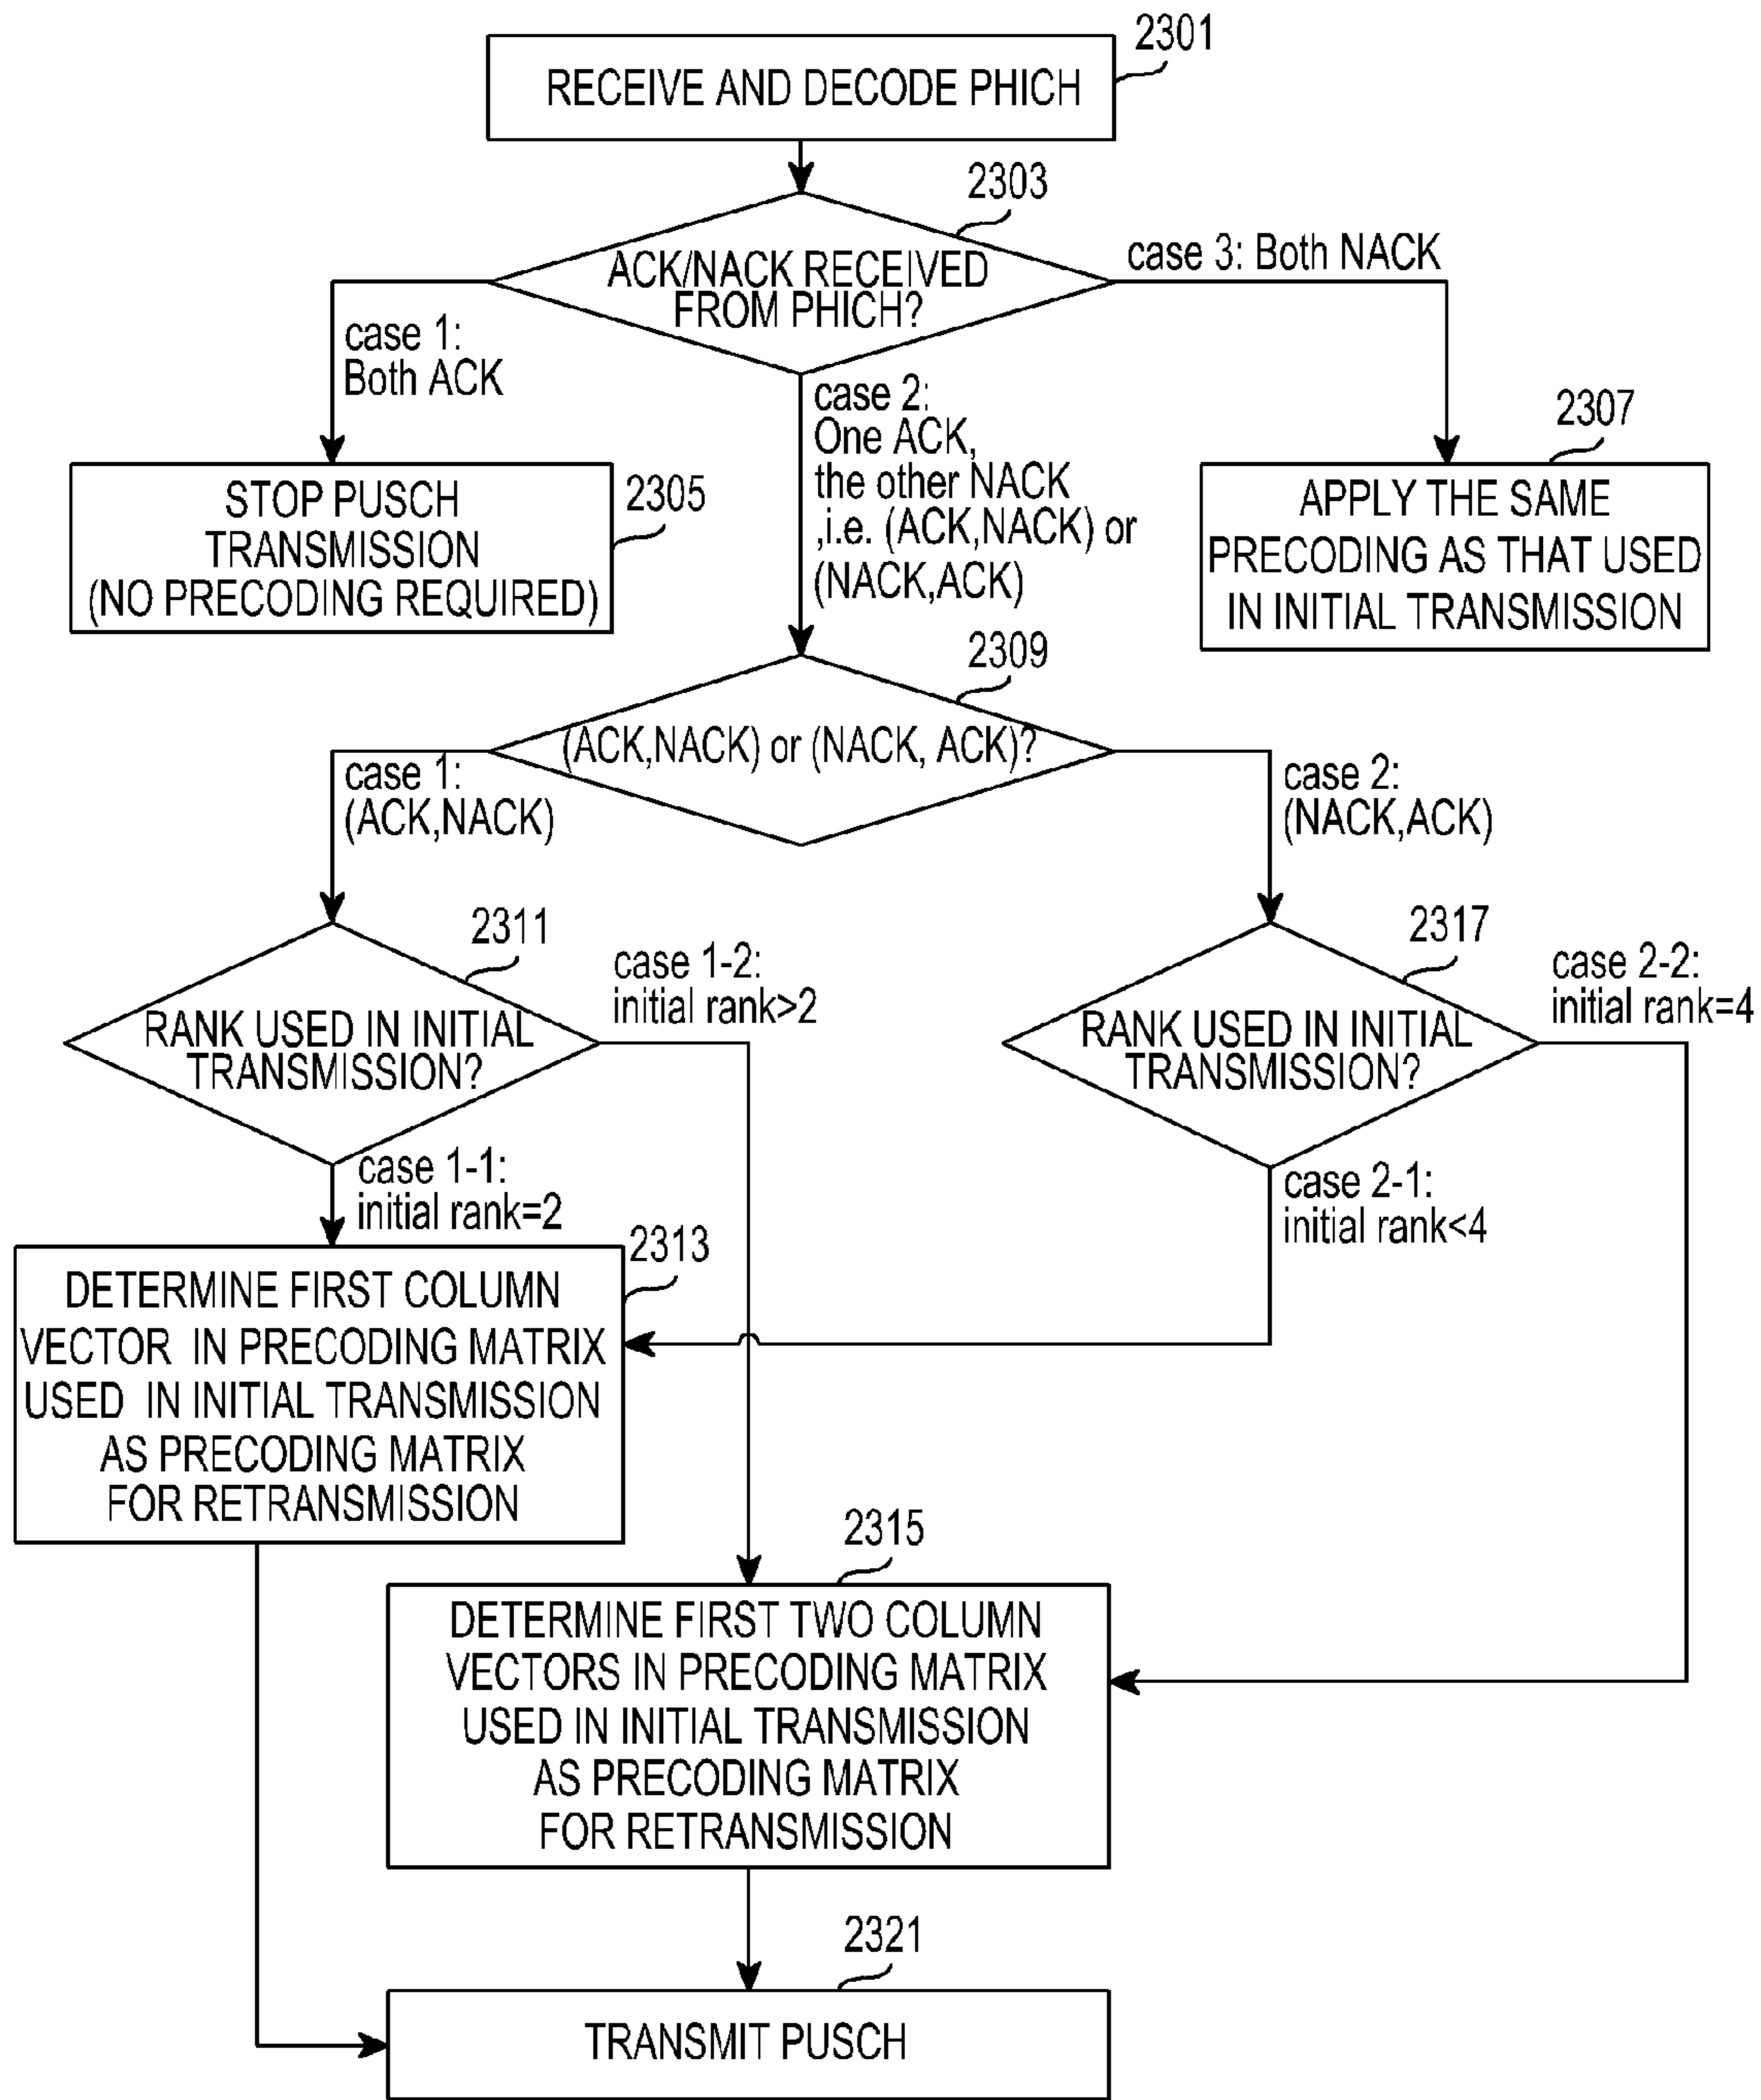 2301
RECEIVE AND DECODE PHICH
2303
ACK/NACK RECEIVED
FROM PHICH?
case 3: Both NACK
case 1:
Both ACK
case 2:
One ACK,
the other NACK
,i.e. (ACK,NACK) or
(NACK,ACK)
2305
STOP PUSCH
TRANSMISSION
(NO PRECODING REQUIRED)
2307
APPLY THE SAME
PRECODING AS THAT USED
IN INITIAL TRANSMISSION
2309
(ACK,NACK) or (NACK, ACK)?
case 1:
(ACK,NACK)
case 2:
(NACK,ACK)
2311
RANK USED IN INITIAL
TRANSMISSION?
case 1-2:
initial rank>2
2317
RANK USED IN INITIAL
TRANSMISSION?
case 2-2:
initial rank=4
case 1-1:
initial rank=2
case 2-1:
initial rank<4
2313
DETERMINE FIRST COLUMN
VECTOR IN PRECODING MATRIX
USED IN INITIAL TRANSMISSION
AS PRECODING MATRIX
FOR RETRANSMISSION
2315
DETERMINE FIRST TWO COLUMN
VECTORS IN PRECODING MATRIX
USED IN INITIAL TRANSMISSION
AS PRECODING MATRIX
FOR RETRANSMISSION
2321
TRANSMIT PUSCH